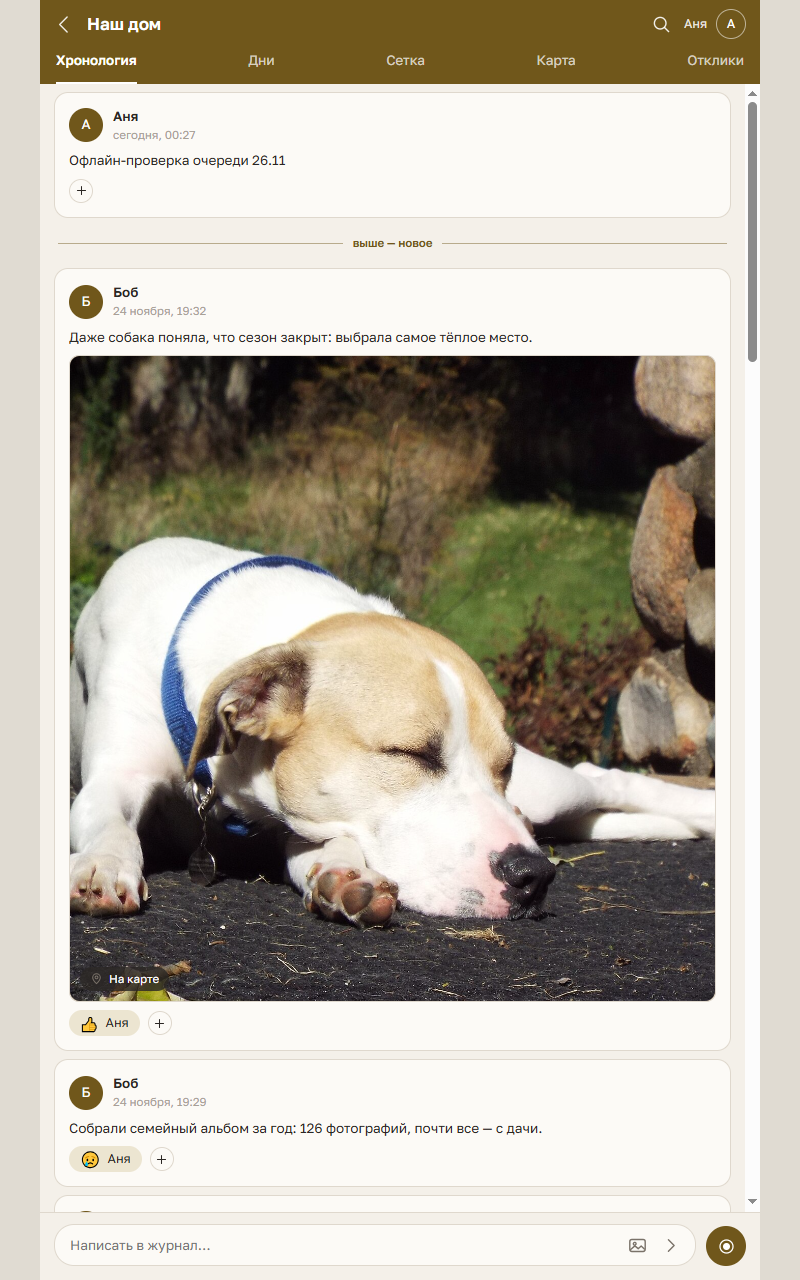 Наш дом
Аня
А
Хронология
Дни
Сетка
Карта
Отклики
А
Аня
сегодня, 00:27
Офлайн-проверка очереди 26.11
выше — новое
Б
Боб
24 ноября, 19:32
Даже собака поняла, что сезон закрыт: выбрала самое тёплое место.
На карте
Аня
Б
Боб
24 ноября, 19:29
Собрали семейный альбом за год: 126 фотографий, почти все — с дачи.
Аня
Написать в журнал...